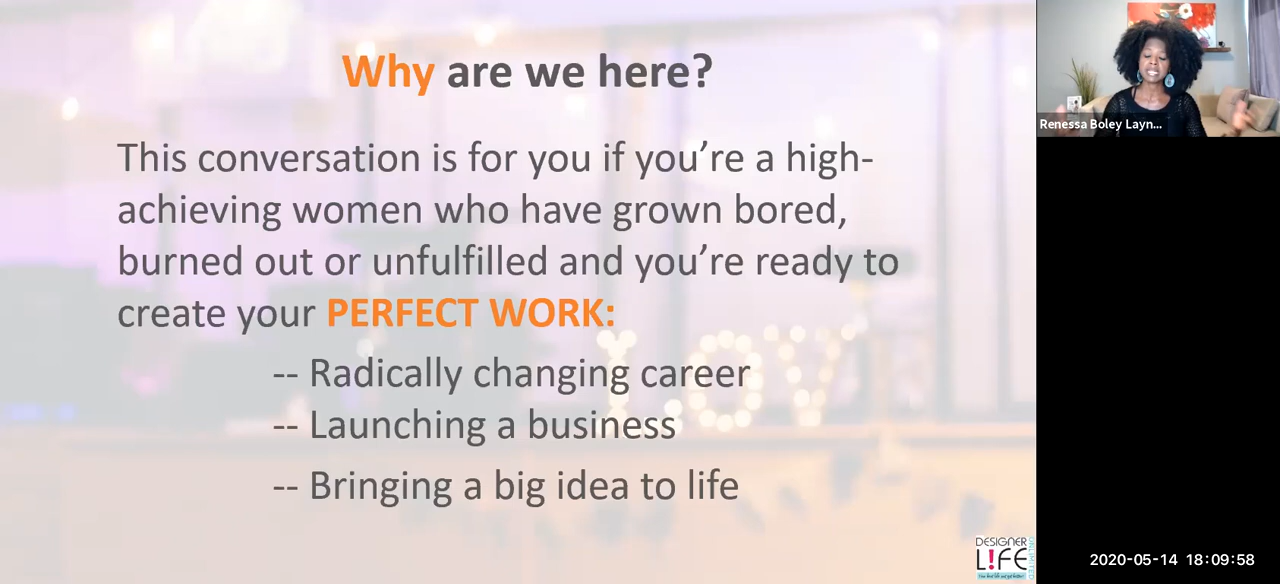 Why are we here?
This conversation is for you if you’re a high-
achieving women who have grown bored,
burned out or unfulfilled and you’re ready to
create your PERFECT WORK:
-- Radically changing career
-- Launching a business
-- Bringing a big idea to life
Renessa Boley Layn...
DESIGNER
L!FE
UNLIMITED
2020-05-14 18:09:58